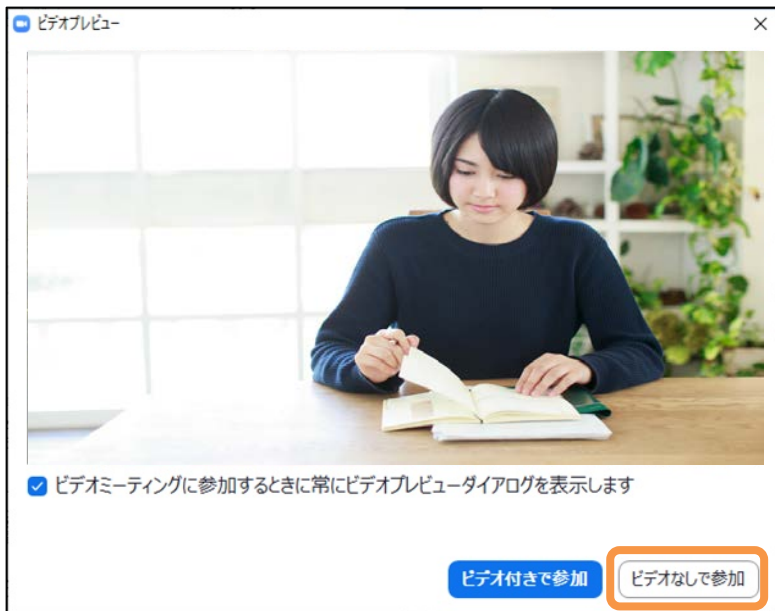 ビデオプレビュー
ビデオミーティングに参加するときに常にビデオプレビューダイアログを表示します
ビデオ付きで参加
ビデオなしで参加